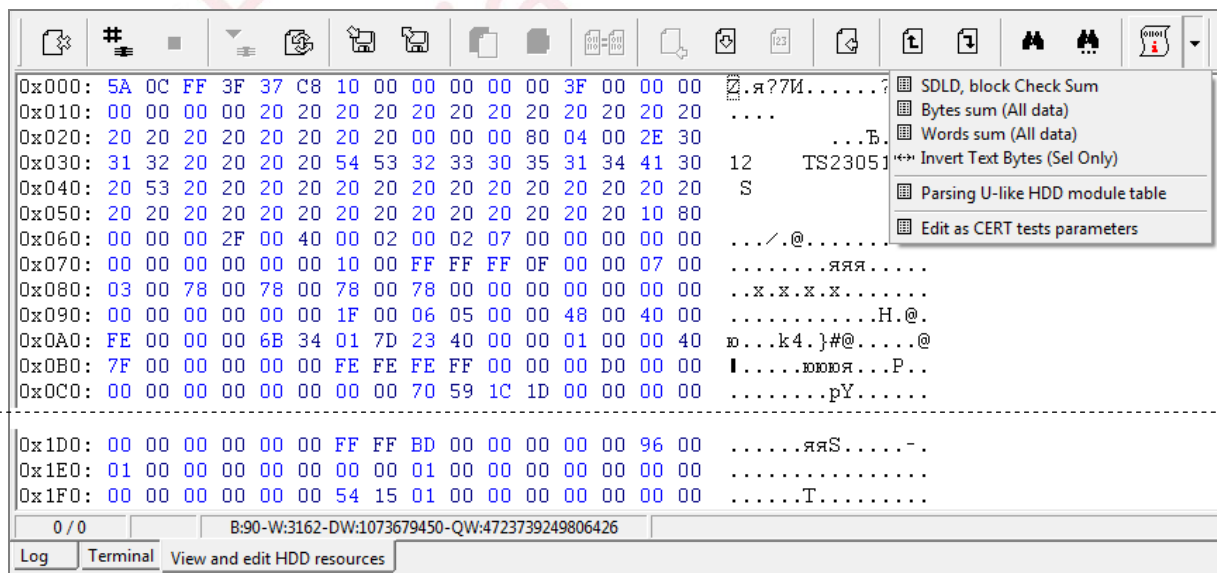 SDLD, block Check Sum
Bytes sum (All data)
Words sum (All data)
Invert Text Bytes (Sel Only)
Parsing U-like HDD module table
Edit as CERT tests parameters
0x000: 5A 0C FF 3F 37 C8 10 00 00 00 00 00 3F 00 00 00 Z.я?7И......?
0x010: 00 00 00 00 20 20 20 20 20 20 20 20 20 20 20 20 ....
0x020: 20 20 20 20 20 20 20 20 00 00 00 80 04 00 2E 30 ...Ђ.
0x030: 31 32 20 20 20 20 54 53 32 33 30 35 31 34 41 30 12 TS23051
0x040: 20 53 20 20 20 20 20 20 20 20 20 20 20 20 20 20 S
0x050: 20 20 20 20 20 20 20 20 20 20 20 20 20 20 10 80
0x060: 00 00 00 2F 00 40 00 02 00 02 07 00 00 00 00 00 .../.@..........
0x070: 00 00 00 00 00 00 10 00 FF FF FF 0F 00 00 07 00 ........яяя.....
0x080: 03 00 78 00 78 00 78 00 78 00 00 00 00 00 00 00 ..x.x.x.x.......
0x090: 00 00 00 00 00 00 1F 00 06 05 00 00 48 00 40 00 ............H.@.
0x0A0: FE 00 00 00 6B 34 01 7D 23 40 00 00 01 00 00 40 ю...k4.}#@.....@
0x0B0: 7F 00 00 00 00 00 FE FE FE FF 00 00 00 D0 00 00 .....юююя...Р..
0x0C0: 00 00 00 00 00 00 00 00 70 59 1C 1D 00 00 00 00 ........pY......
0x1D0: 00 00 00 00 00 00 FF FF BD 00 00 00 00 00 96 00 ......яяЅ.....–.
0x1E0: 01 00 00 00 00 00 00 00 01 00 00 00 00 00 00 00 ................
0x1F0: 00 00 00 00 00 00 54 15 01 00 00 00 00 00 00 00 ......T.........
0 / 0 B:90-W:3162-DW:1073679450-QW:4723739249806426
Log Terminal View and edit HDD resources